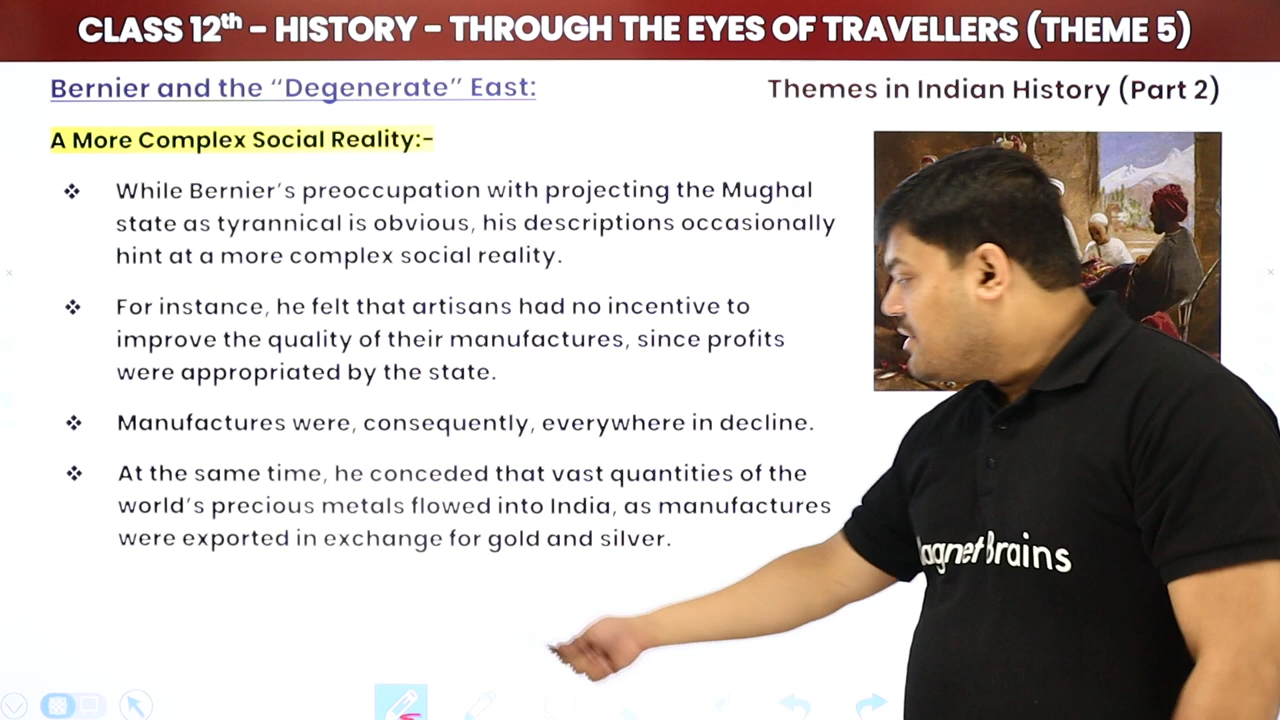 CLASS 12th – HISTORY – THROUGH THE EYES OF TRAVELLERS (THEME 5)
Bernier and the “Degenerate” East:
Themes in Indian History (Part 2)
A More Complex Social Reality:-
❖ While Bernier’s preoccupation with projecting the Mughal
state as tyrannical is obvious, his descriptions occasionally
hint at a more complex social reality.
❖ For instance, he felt that artisans had no incentive to
improve the quality of their manufactures, since profits
were appropriated by the state.
❖ Manufactures were, consequently, everywhere in decline.
❖ At the same time, he conceded that vast quantities of the
world’s precious metals flowed into India, as manufactures
were exported in exchange for gold and silver.
agnet Brains